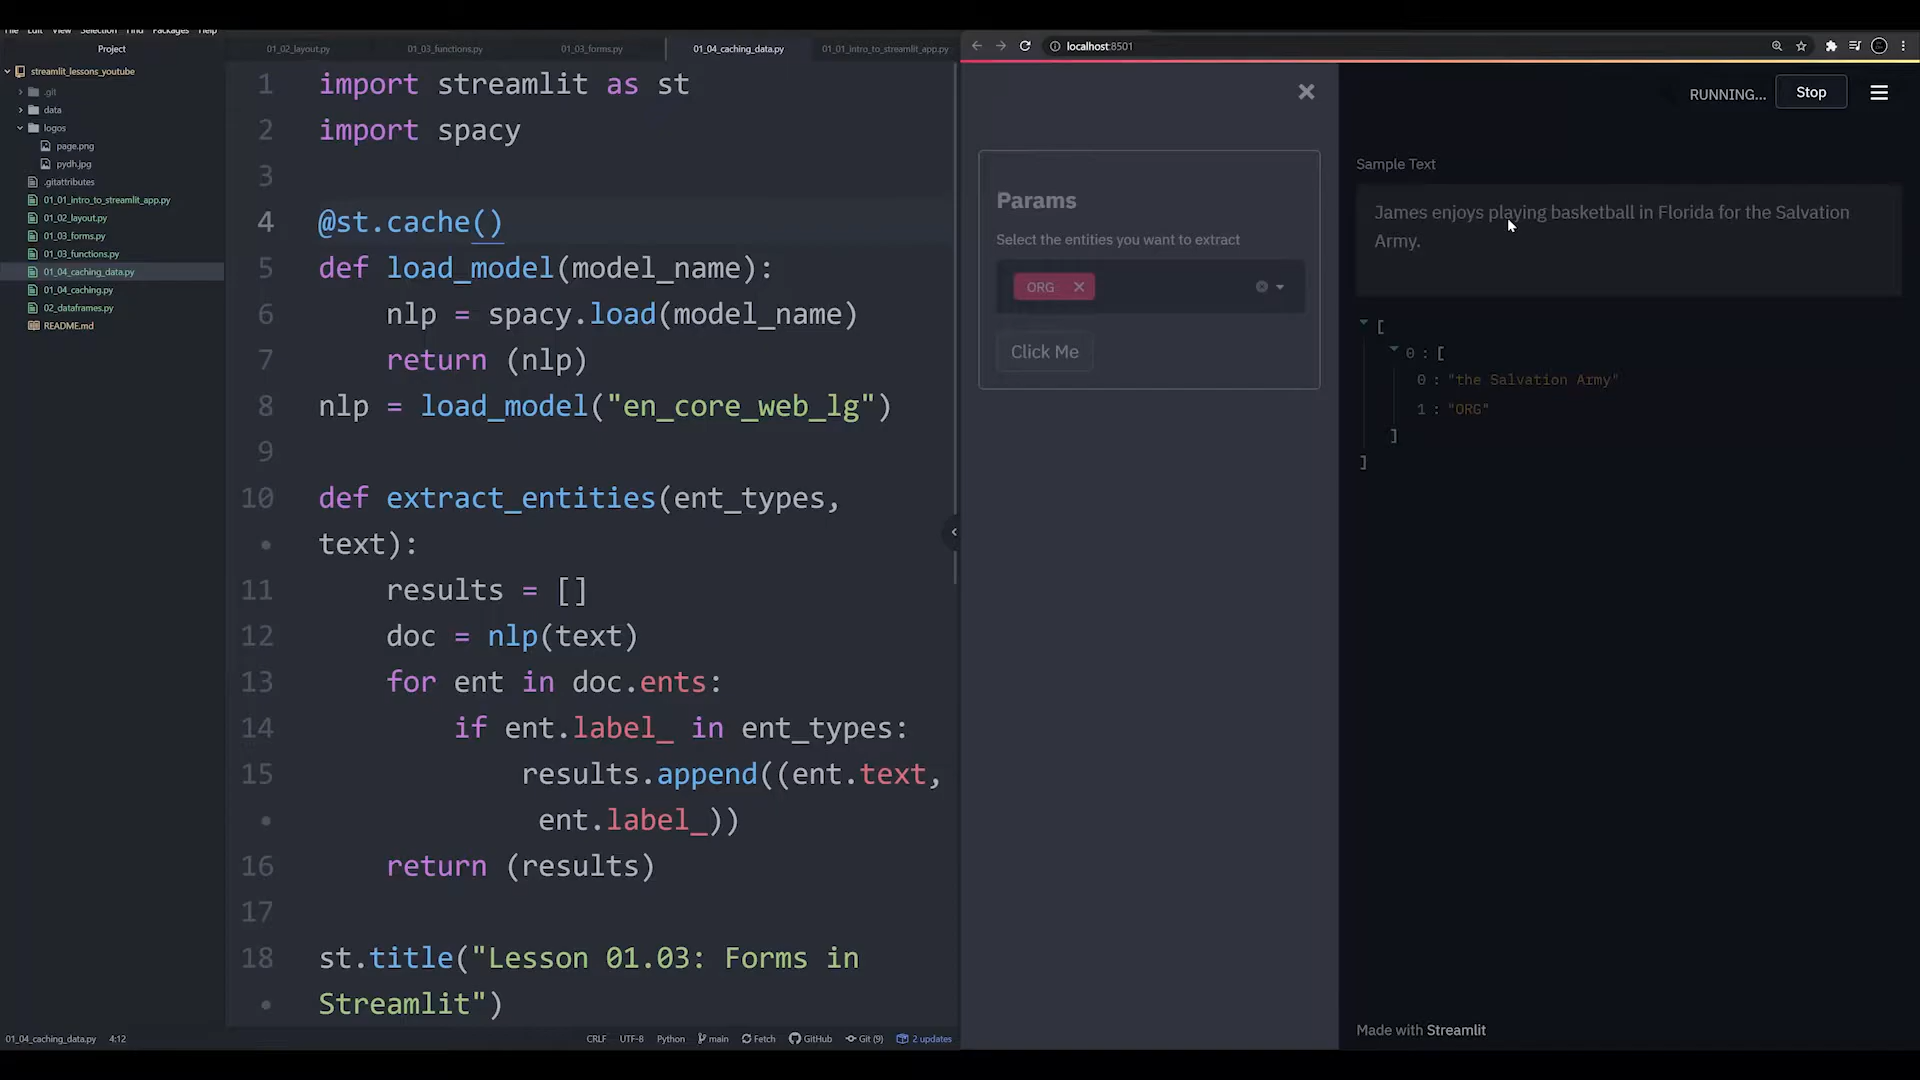 File Edit View Selection Find Packages Help
Project
streamlit_lessons_youtube
.git
data
logos
page.png
pydh.jpg
.gitattributes
01_01_intro_to_streamlit_app.py
01_02_layout.py
01_03_forms.py
01_03_functions.py
01_04_caching_data.py
01_04_caching.py
02_dataframes.py
README.md
01_02_layout.py
01_03_functions.py
01_03_forms.py
01_04_caching_data.py
01_01_intro_to_streamlit_app.py
1 import streamlit as st
2 import spacy
3
4 @st.cache()
5 def load_model(model_name):
6 nlp = spacy.load(model_name)
7 return (nlp)
8 nlp = load_model("en_core_web_lg")
9
10 def extract_entities(ent_types,
• text):
11 results = []
12 doc = nlp(text)
13 for ent in doc.ents:
14 if ent.label_ in ent_types:
15 results.append((ent.text,
• ent.label_))
16 return (results)
17
18 st.title("Lesson 01.03: Forms in
• Streamlit")
01_04_caching_data.py 4:12
CRLF UTF-8 Python main Fetch GitHub Git (9) 2 updates
localhost:8501
RUNNING... Stop
Params
Select the entities you want to extract
ORG
Click Me
Sample Text
James enjoys playing basketball in Florida for the Salvation
Army.
[
0 : [
0 : "the Salvation Army"
1 : "ORG"
]
]
Made with Streamlit